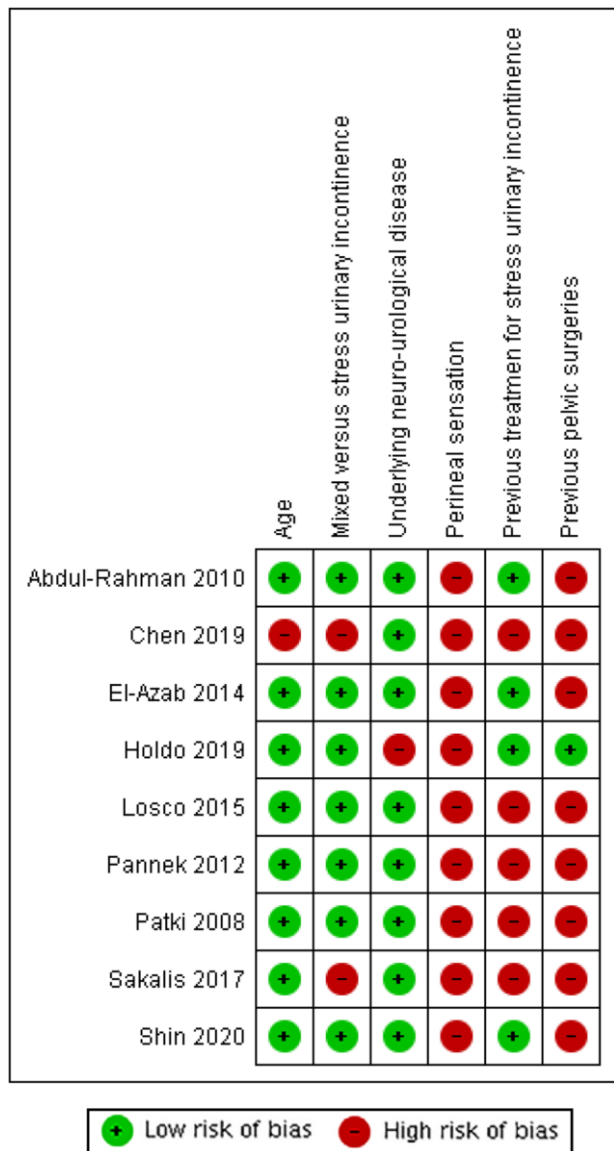 Age
Mixed versus stress urinary incontinence
Underlying neuro-urological disease
Perineal sensation
Previous treatmen for stress urinary incontinence
Previous pelvic surgeries
Abdul-Rahman 2010 + + + - + -
Chen 2019 - - + - - -
El-Azab 2014 + + + - + -
Holdo 2019 + + - - + +
Losco 2015 + + + - - -
Pannek 2012 + + + - - -
Patki 2008 + + + - - -
Sakalis 2017 + - + - - -
Shin 2020 + + + - + -
+ Low risk of bias - High risk of bias